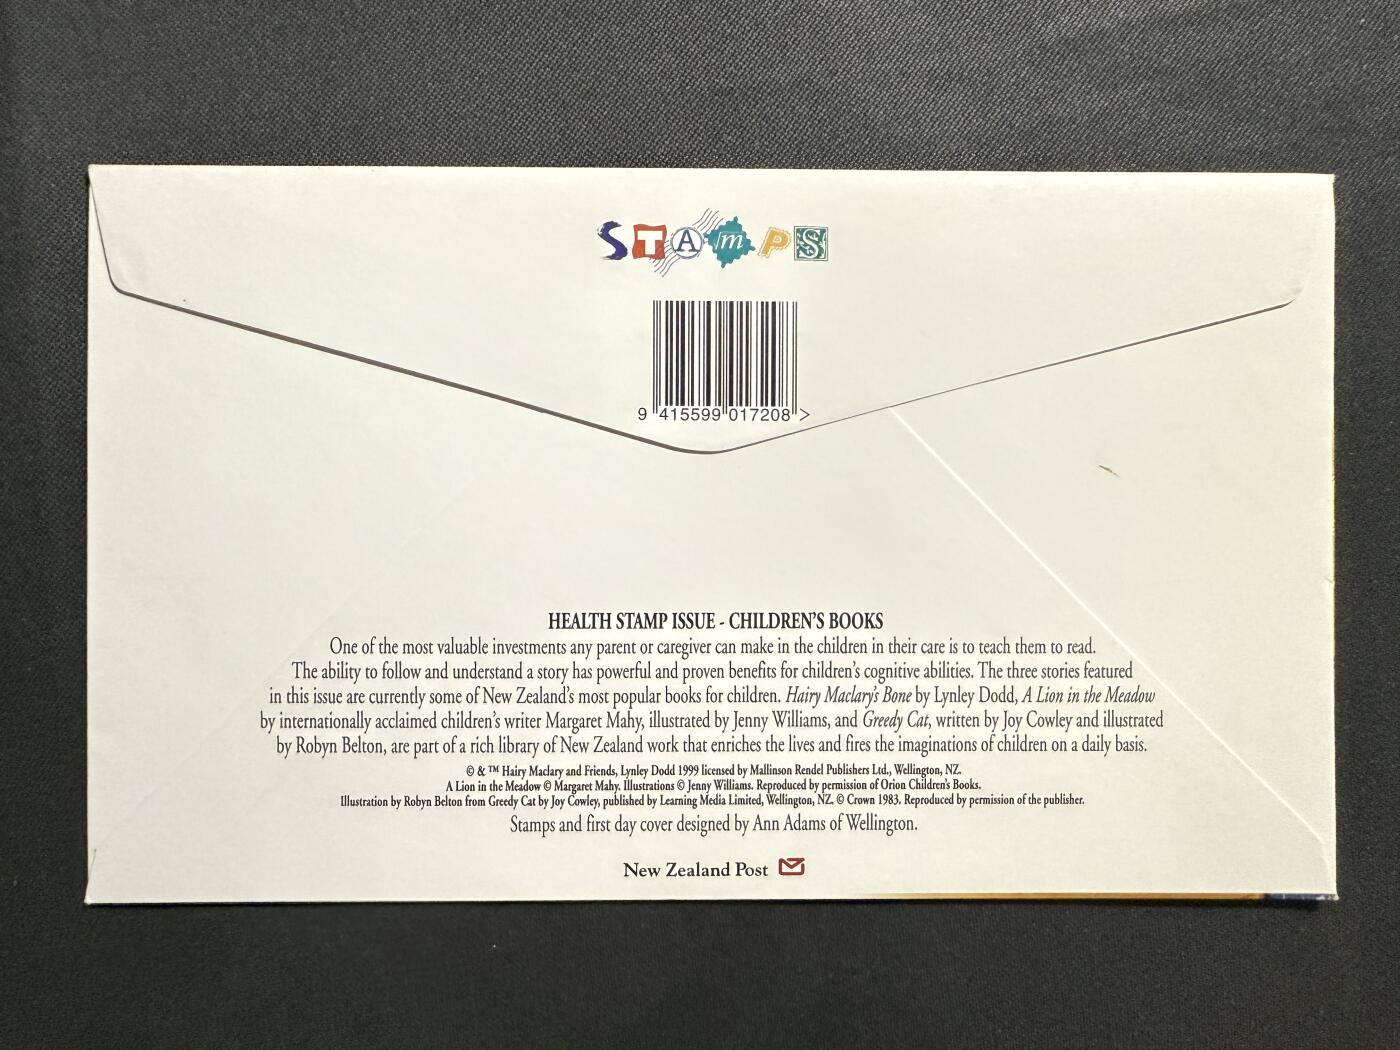 STAmPS
9 415599 017208 >
HEALTH STAMP ISSUE - CHILDREN'S BOOKS
One of the most valuable investments any parent or caregiver can make in the children in their care is to teach them to read.
The ability to follow and understand a story has powerful and proven benefits for children's cognitive abilities. The three stories featured
in this issue are currently some of New Zealand's most popular books for children. Hairy Maclary's Bone by Lynley Dodd, A Lion in the Meadow
by internationally acclaimed children's writer Margaret Mahy, illustrated by Jenny Williams, and Greedy Cat, written by Joy Cowley and illustrated
by Robyn Belton, are part of a rich library of New Zealand work that enriches the lives and fires the imaginations of children on a daily basis.
© & ™ Hairy Maclary and Friends, Lynley Dodd 1999 licensed by Mallinson Rendel Publishers Ltd., Wellington, NZ.
A Lion in the Meadow © Margaret Mahy. Illustrations © Jenny Williams. Reproduced by permission of Orion Children's Books.
Illustration by Robyn Belton from Greedy Cat by Joy Cowley, published by Learning Media Limited, Wellington, NZ. © Crown 1983. Reproduced by permission of the publisher.
Stamps and first day cover designed by Ann Adams of Wellington.
New Zealand Post